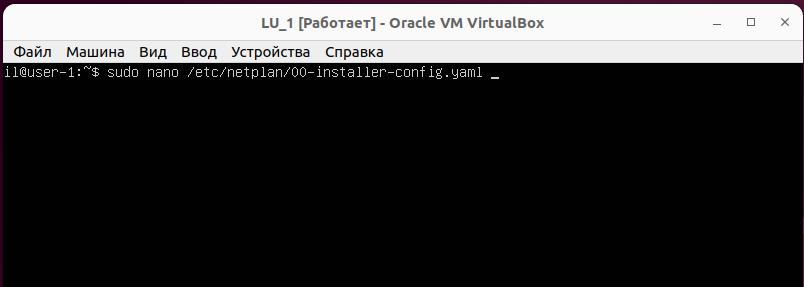 LU_1 [Работает] - Oracle VM VirtualBox
Файл Машина Вид Ввод Устройства Справка
il@user-1:~$ sudo nano /etc/netplan/00-installer-config.yaml _